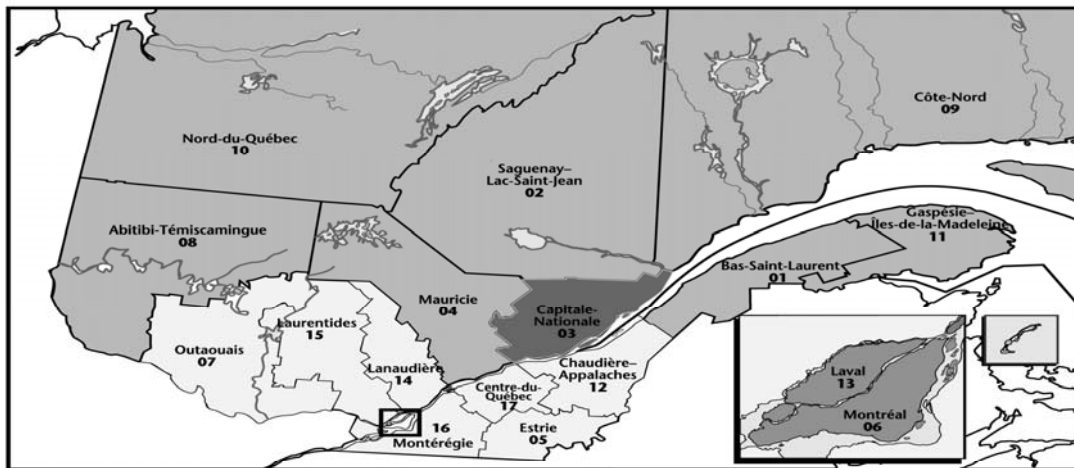 Côte-Nord
09
Nord-du-Québec
10
Saguenay–
Lac-Saint-Jean
02
Gaspésie–
Îles-de-la-Madeleine
11
Abitibi-Témiscamingue
08
Bas-Saint-Laurent
01
Mauricie
04
Capitale-
Nationale
03
Laurentides
15
Outaouais
07
Lanaudière
14
Chaudière–
Appalaches
12
Centre-du-
Québec
17
Laval
13
Montréal
06
16
Montérégie
Estrie
05